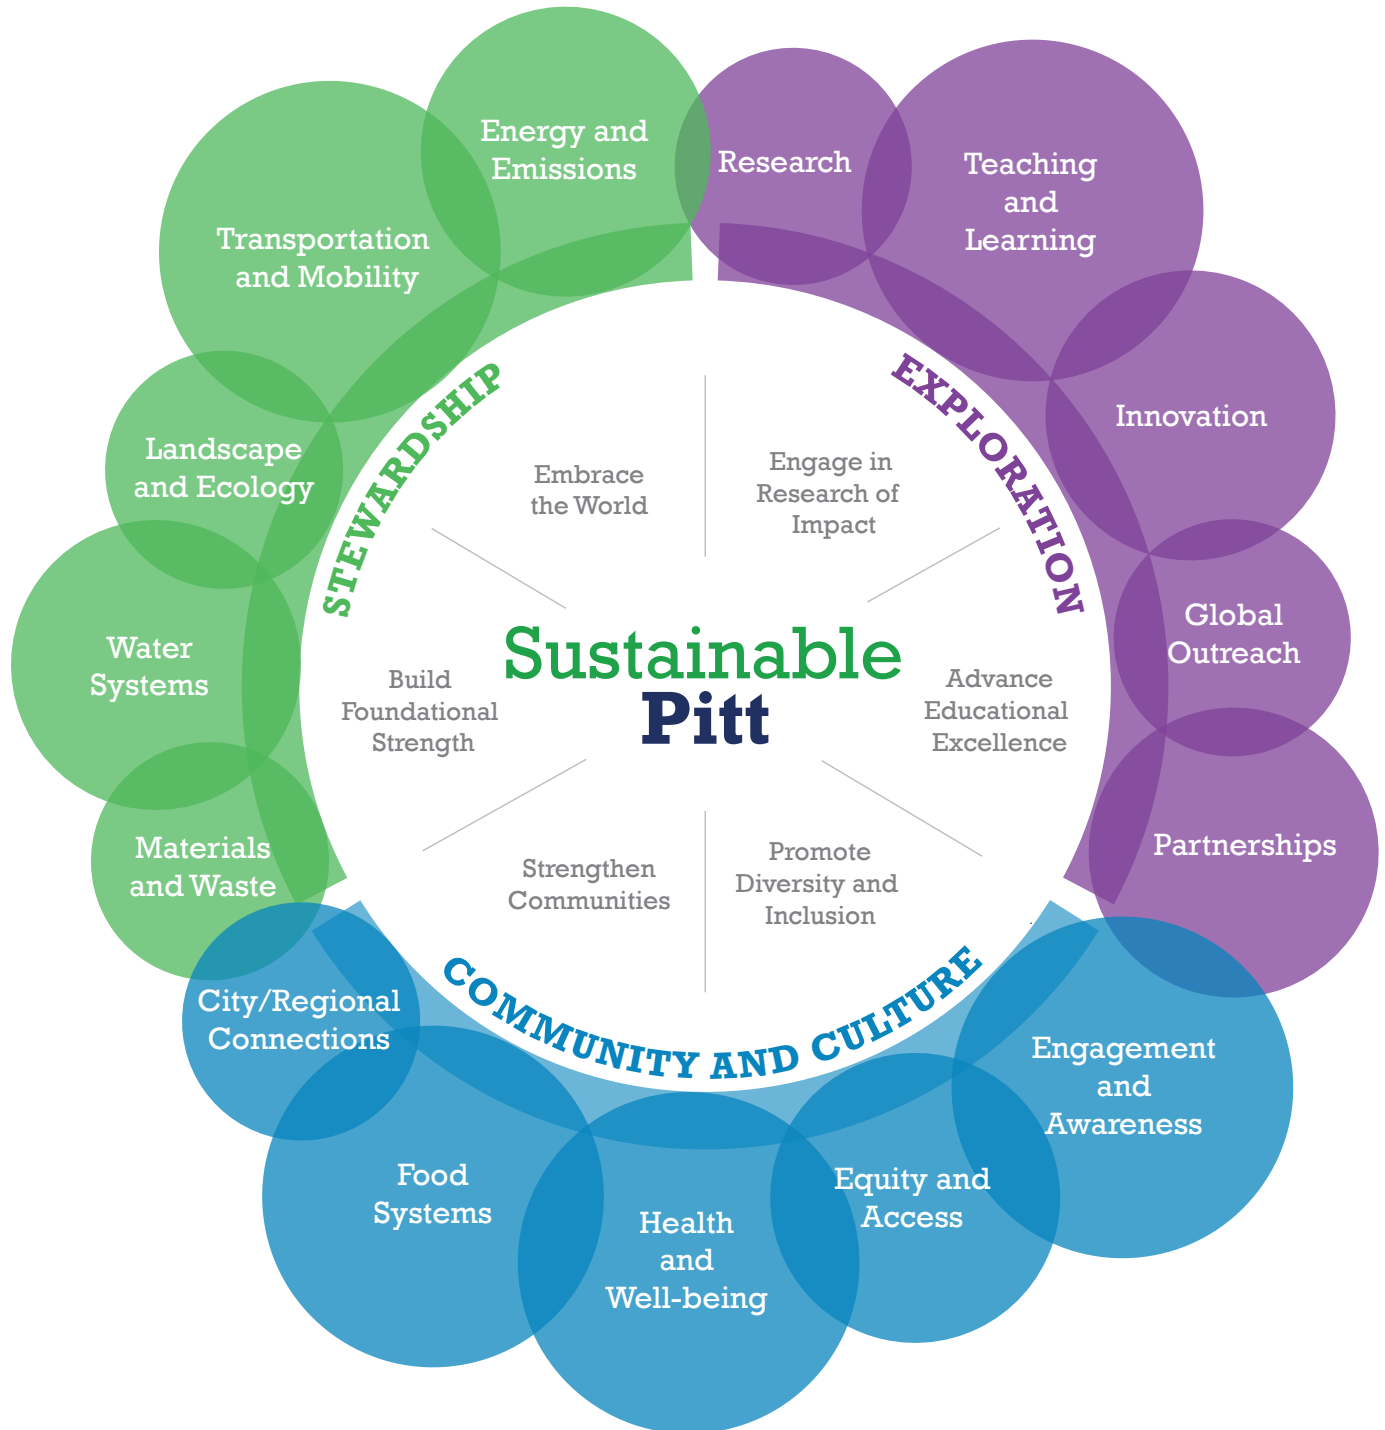 Energy and
Emissions
Research
Teaching
and
Learning
Transportation
and Mobility
Innovation
Landscape
and Ecology
Global
Outreach
Water
Systems
Partnerships
Materials
and Waste
City/Regional
Connections
Engagement
and
Awareness
Food
Systems
Equity and
Access
Health
and
Well-being
STEWARDSHIP
EXPLORATION
COMMUNITY AND CULTURE
Embrace
the World
Engage in
Research of
Impact
Build
Foundational
Strength
Sustainable
Pitt
Advance
Educational
Excellence
Strengthen
Communities
Promote
Diversity and
Inclusion